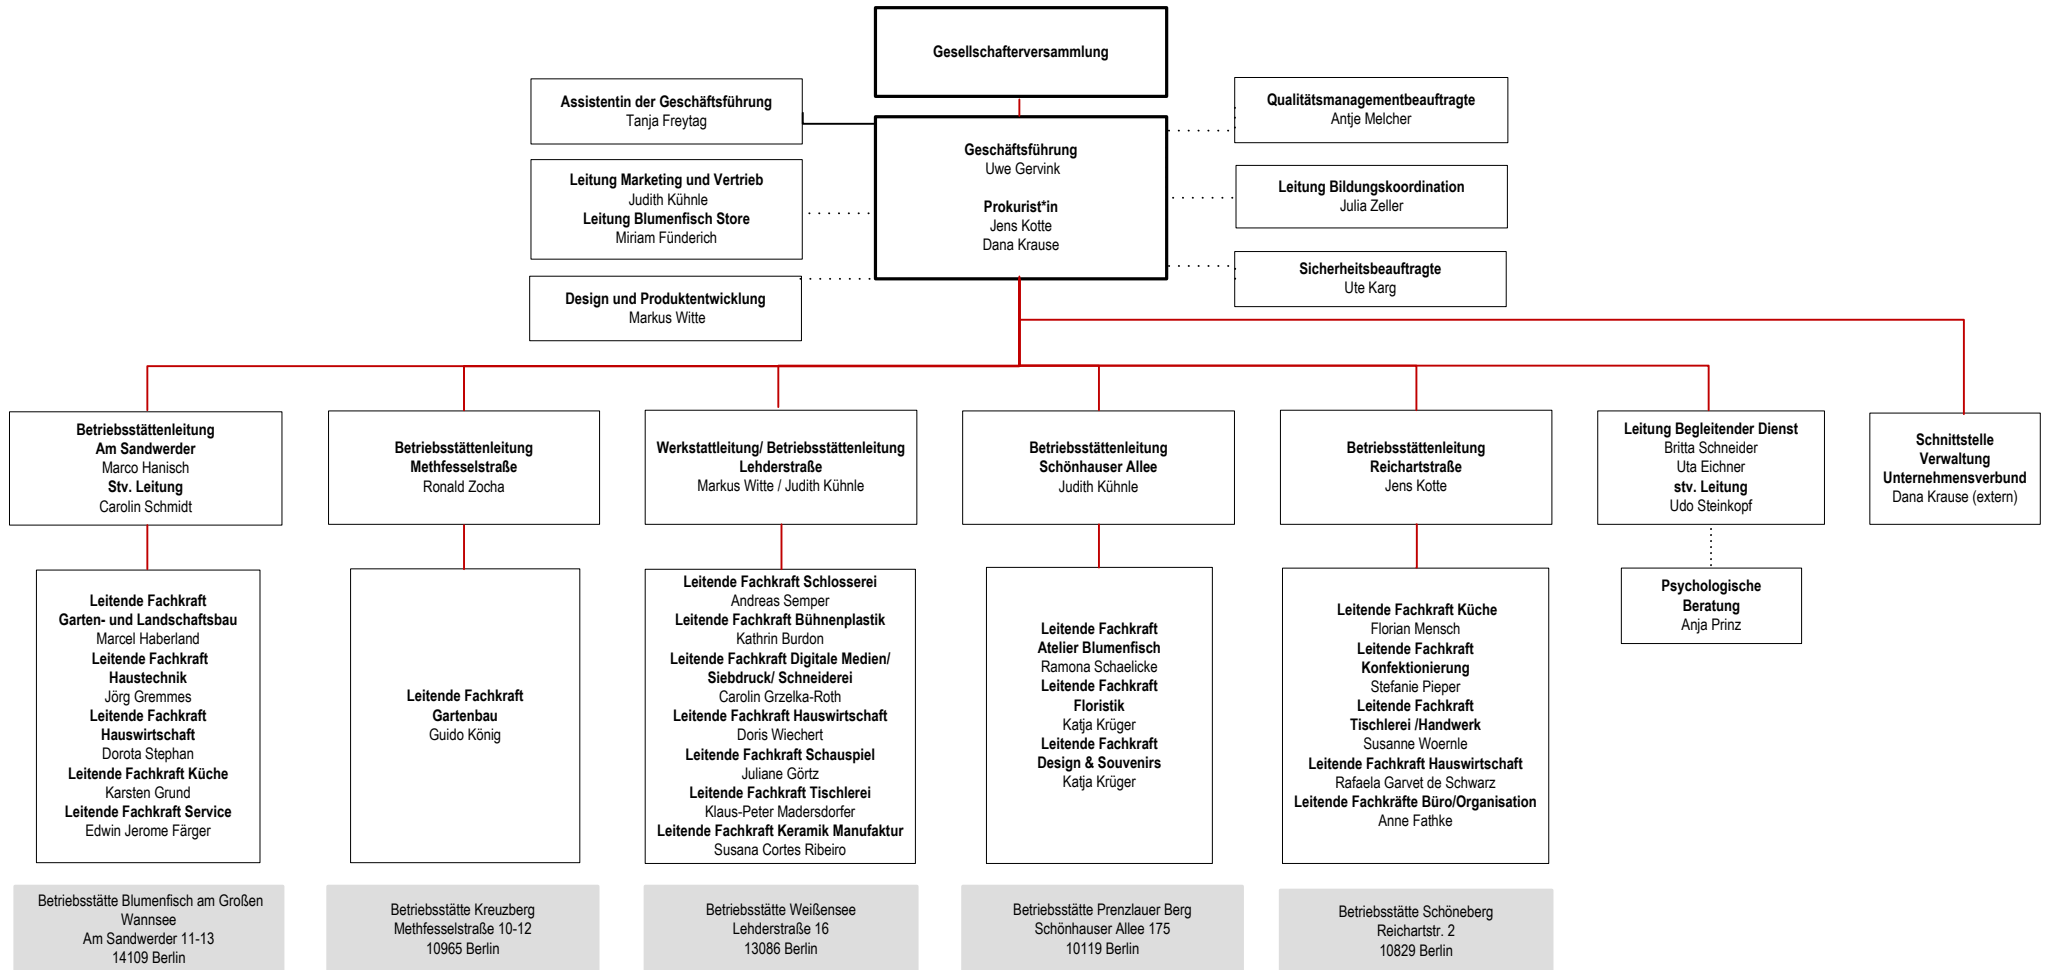 Gesellschafterversammlung
Assistentin der Geschäftsführung
Tanja Freytag
Qualitätsmanagementbeauftragte
Antje Melcher
Geschäftsführung
Uwe Gervink
Prokurist*in
Jens Kotte
Dana Krause
Leitung Marketing und Vertrieb
Judith Kühnle
Leitung Blumenfisch Store
Miriam Fünderich
Leitung Bildungskoordination
Julia Zeller
Design und Produktentwicklung
Markus Witte
Sicherheitsbeauftragte
Ute Karg
Betriebsstättenleitung
Am Sandwerder
Marco Hanisch
Stv. Leitung
Carolin Schmidt
Betriebsstättenleitung
Methfesselstraße
Ronald Zocha
Werkstattleitung/ Betriebsstättenleitung
Lehderstraße
Markus Witte / Judith Kühnle
Betriebsstättenleitung
Schönhauser Allee
Judith Kühnle
Betriebsstättenleitung
Reichartstraße
Jens Kotte
Leitung Begleitender Dienst
Britta Schneider
Uta Eichner
stv. Leitung
Udo Steinkopf
Schnittstelle
Verwaltung
Unternehmensverbund
Dana Krause (extern)
Leitende Fachkraft
Garten- und Landschaftsbau
Marcel Haberland
Leitende Fachkraft
Haustechnik
Jörg Gremmes
Leitende Fachkraft
Hauswirtschaft
Dorota Stephan
Leitende Fachkraft Küche
Karsten Grund
Leitende Fachkraft Service
Edwin Jerome Färger
Leitende Fachkraft
Gartenbau
Guido König
Leitende Fachkraft Schlosserei
Andreas Semper
Leitende Fachkraft Bühnenplastik
Kathrin Burdon
Leitende Fachkraft Digitale Medien/
Siebdruck/ Schneiderei
Carolin Grzelka-Roth
Leitende Fachkraft Hauswirtschaft
Doris Wiechert
Leitende Fachkraft Schauspiel
Juliane Görtz
Leitende Fachkraft Tischlerei
Klaus-Peter Madersdorfer
Leitende Fachkraft Keramik Manufaktur
Susana Cortes Ribeiro
Leitende Fachkraft
Atelier Blumenfisch
Ramona Schaelicke
Leitende Fachkraft
Floristik
Katja Krüger
Leitende Fachkraft
Design & Souvenirs
Katja Krüger
Leitende Fachkraft Küche
Florian Mensch
Leitende Fachkraft
Konfektionierung
Stefanie Pieper
Leitende Fachkraft
Tischlerei /Handwerk
Susanne Woernle
Leitende Fachkraft Hauswirtschaft
Rafaela Garvet de Schwarz
Leitende Fachkräfte Büro/Organisation
Anne Fathke
Psychologische
Beratung
Anja Prinz
Betriebsstätte Blumenfisch am Großen
Wannsee
Am Sandwerder 11-13
14109 Berlin
Betriebsstätte Kreuzberg
Methfesselstraße 10-12
10965 Berlin
Betriebsstätte Weißensee
Lehderstraße 16
13086 Berlin
Betriebsstätte Prenzlauer Berg
Schönhauser Allee 175
10119 Berlin
Betriebsstätte Schöneberg
Reichartstr. 2
10829 Berlin